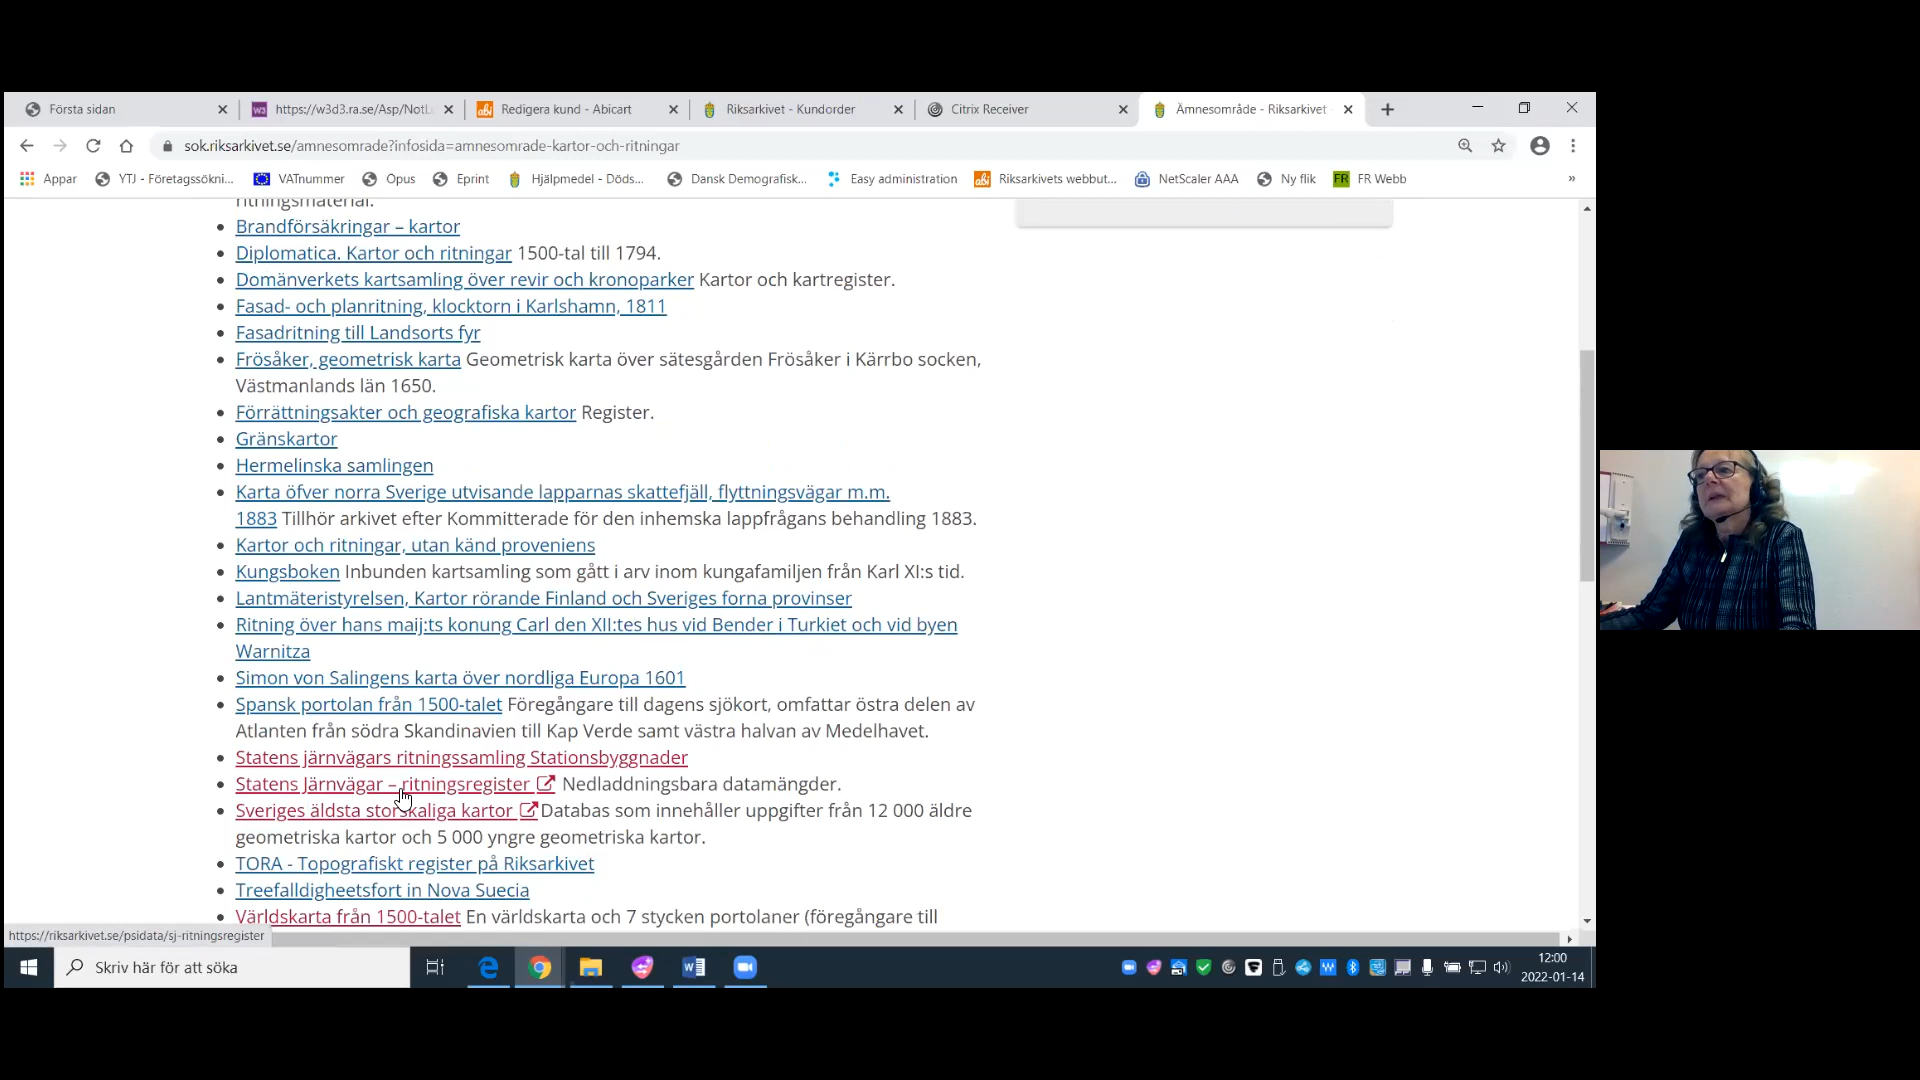 Första sidan
https://w3d3.ra.se/Asp/NotL
Redigera kund - Abicart
Riksarkivet - Kundorder
Citrix Receiver
Ämnesområde - Riksarkivet
sok.riksarkivet.se/amnesomrade?infosida=amnesomrade-kartor-och-ritningar
Appar
YTJ - Företagssökni...
VATnummer
Opus
Eprint
Hjälpmedel - Döds...
Dansk Demografisk...
Easy administration
Riksarkivets webbut...
NetScaler AAA
Ny flik
FR Webb
»
ritningsmaterial.
Brandförsäkringar – kartor
Diplomatica. Kartor och ritningar 1500-tal till 1794.
Domänverkets kartsamling över revir och kronoparker Kartor och kartregister.
Fasad- och planritning, klocktorn i Karlshamn, 1811
Fasadritning till Landsorts fyr
Frösåker, geometrisk karta Geometrisk karta över sätesgården Frösåker i Kärrbo socken,
Västmanlands län 1650.
Förrättningsakter och geografiska kartor Register.
Gränskartor
Hermelinska samlingen
Karta öfver norra Sverige utvisande lapparnas skattefjäll, flyttningsvägar m.m.
1883 Tillhör arkivet efter Kommitterade för den inhemska lappfrågans behandling 1883.
Kartor och ritningar, utan känd proveniens
Kungsboken Inbunden kartsamling som gått i arv inom kungafamiljen från Karl XI:s tid.
Lantmäteristyrelsen, Kartor rörande Finland och Sveriges forna provinser
Ritning över hans maij:ts konung Carl den XII:tes hus vid Bender i Turkiet och vid byen
Warnitza
Simon von Salingens karta över nordliga Europa 1601
Spansk portolan från 1500-talet Föregångare till dagens sjökort, omfattar östra delen av
Atlanten från södra Skandinavien till Kap Verde samt västra halvan av Medelhavet.
Statens järnvägars ritningssamling Stationsbyggnader
Statens Järnvägar – ritningsregister Nedladdningsbara datamängder.
Sveriges äldsta storskaliga kartor Databas som innehåller uppgifter från 12 000 äldre
geometriska kartor och 5 000 yngre geometriska kartor.
TORA - Topografiskt register på Riksarkivet
Treefalldigheetsfort in Nova Suecia
Världskarta från 1500-talet En världskarta och 7 stycken portolaner (föregångare till
https://riksarkivet.se/psidata/sj-ritningsregister
Skriv här för att söka
12:00
2022-01-14